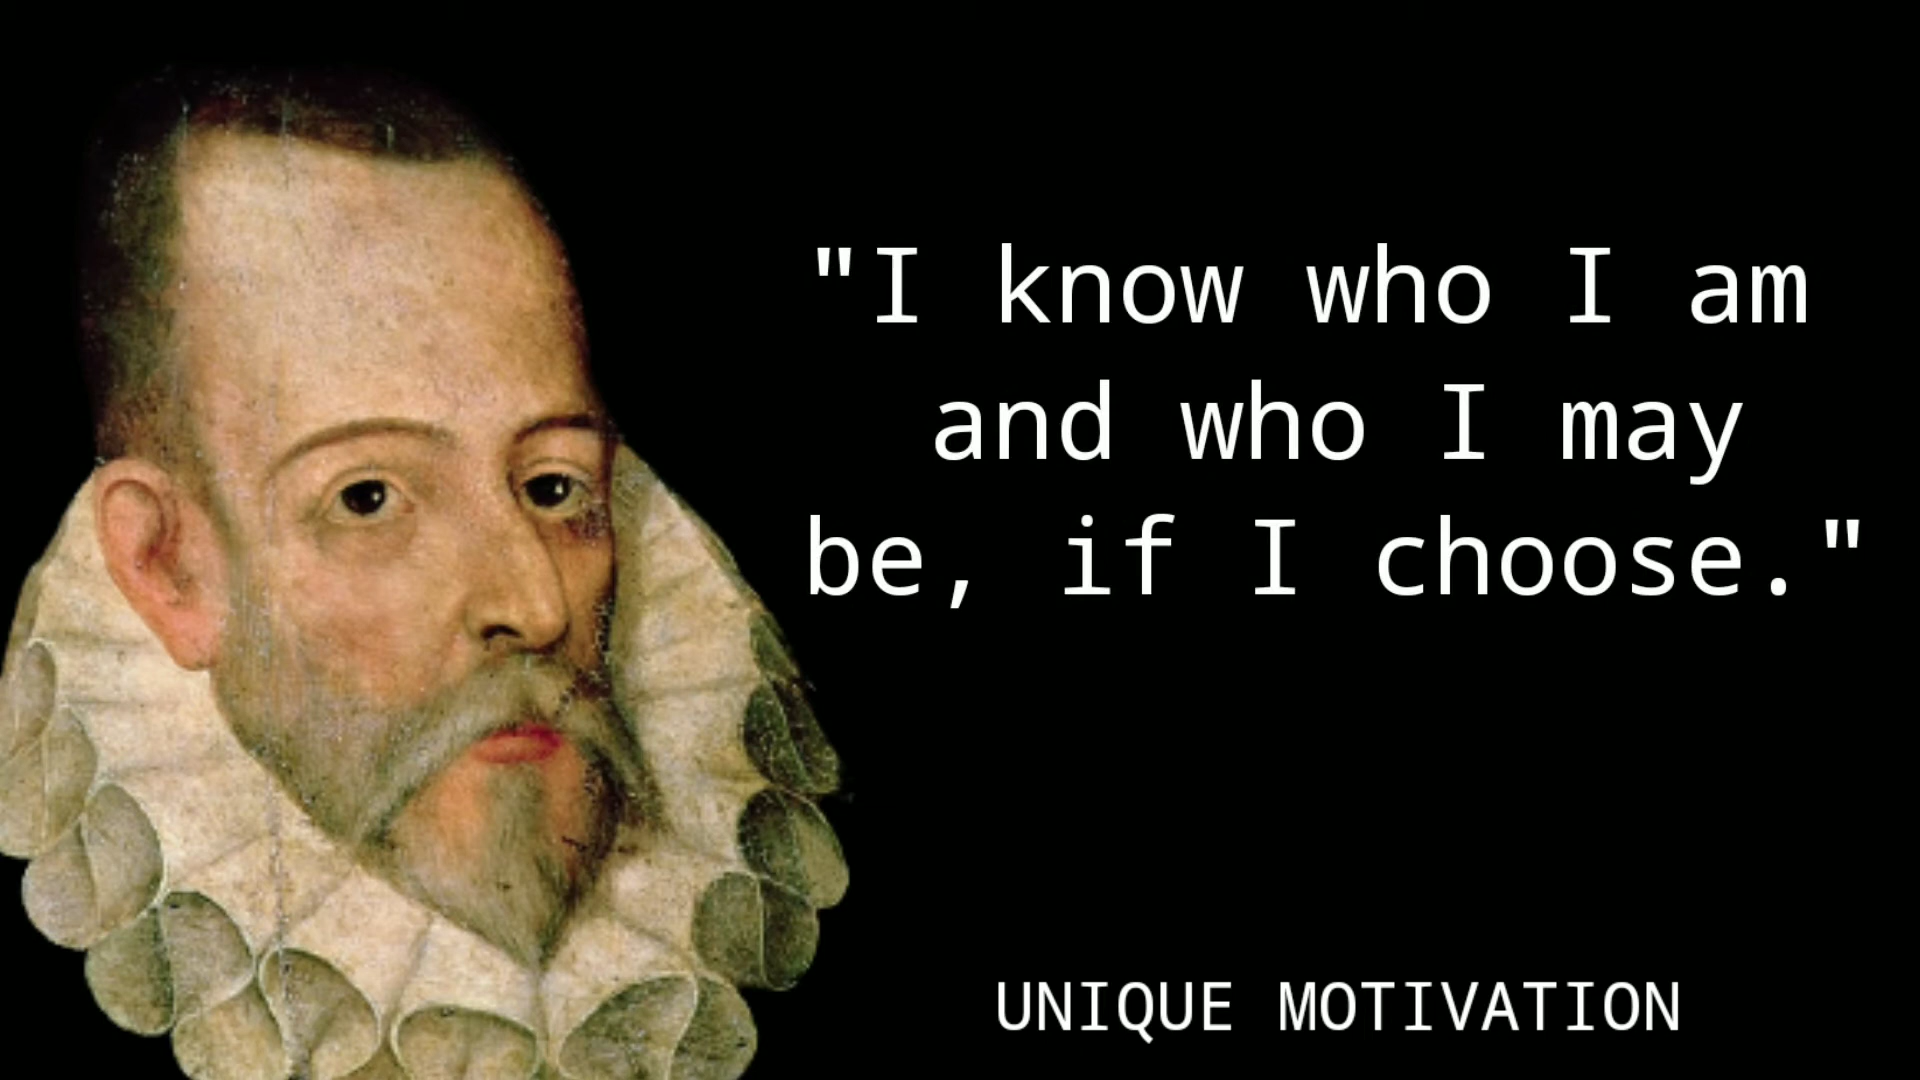 "I know who I am
and who I may
be, if I choose."
UNIQUE MOTIVATION